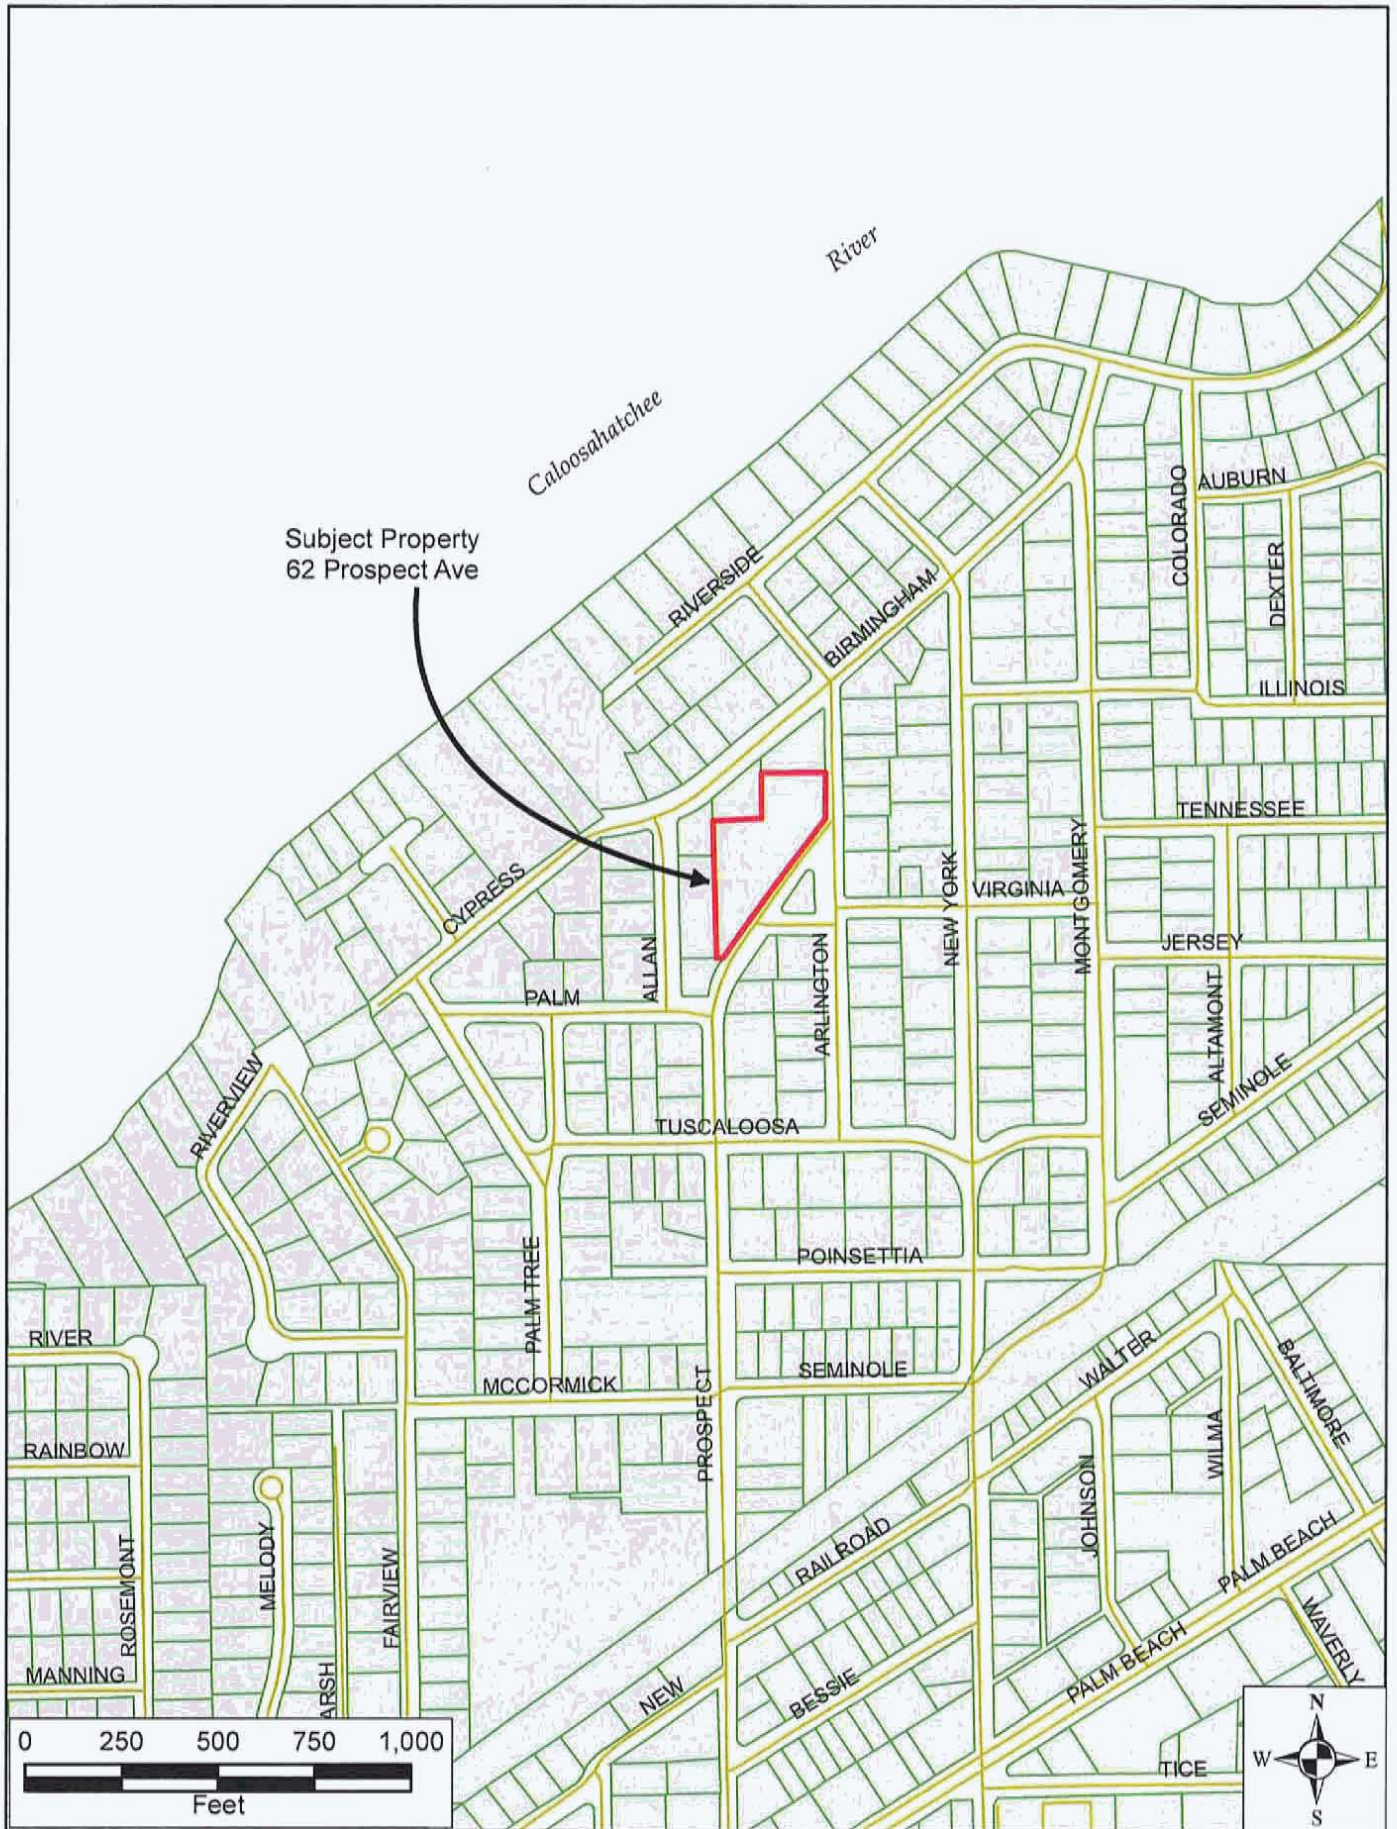 River
Caloosahatchee
Subject Property
62 Prospect Ave
RIVERSIDE
BIRMINGHAM
COLORADO
AUBURN
DEXTER
ILLINOIS
TENNESSEE
CYPRESS
ALLAN
PALM
ARLINGTON
NEW YORK
VIRGINIA
MONTGOMERY
JERSEY
ALTAMONT
SEMINOLE
RIVERVIEW
TUSCALOOSA
PALM TREE
POINSETTIA
RIVER
MCCORMICK
PROSPECT
SEMINOLE
WALTER
BALTIMORE
RAINBOW
WILMA
JOHNSON
ROSEMONT
MELODY
FAIRVIEW
RAILROAD
PALM BEACH
WAVERLY
MANNING
ARSH
NEW
BESSIE
PALM BEACH
TICE
0 250 500 750 1,000
Feet
N
W E
S